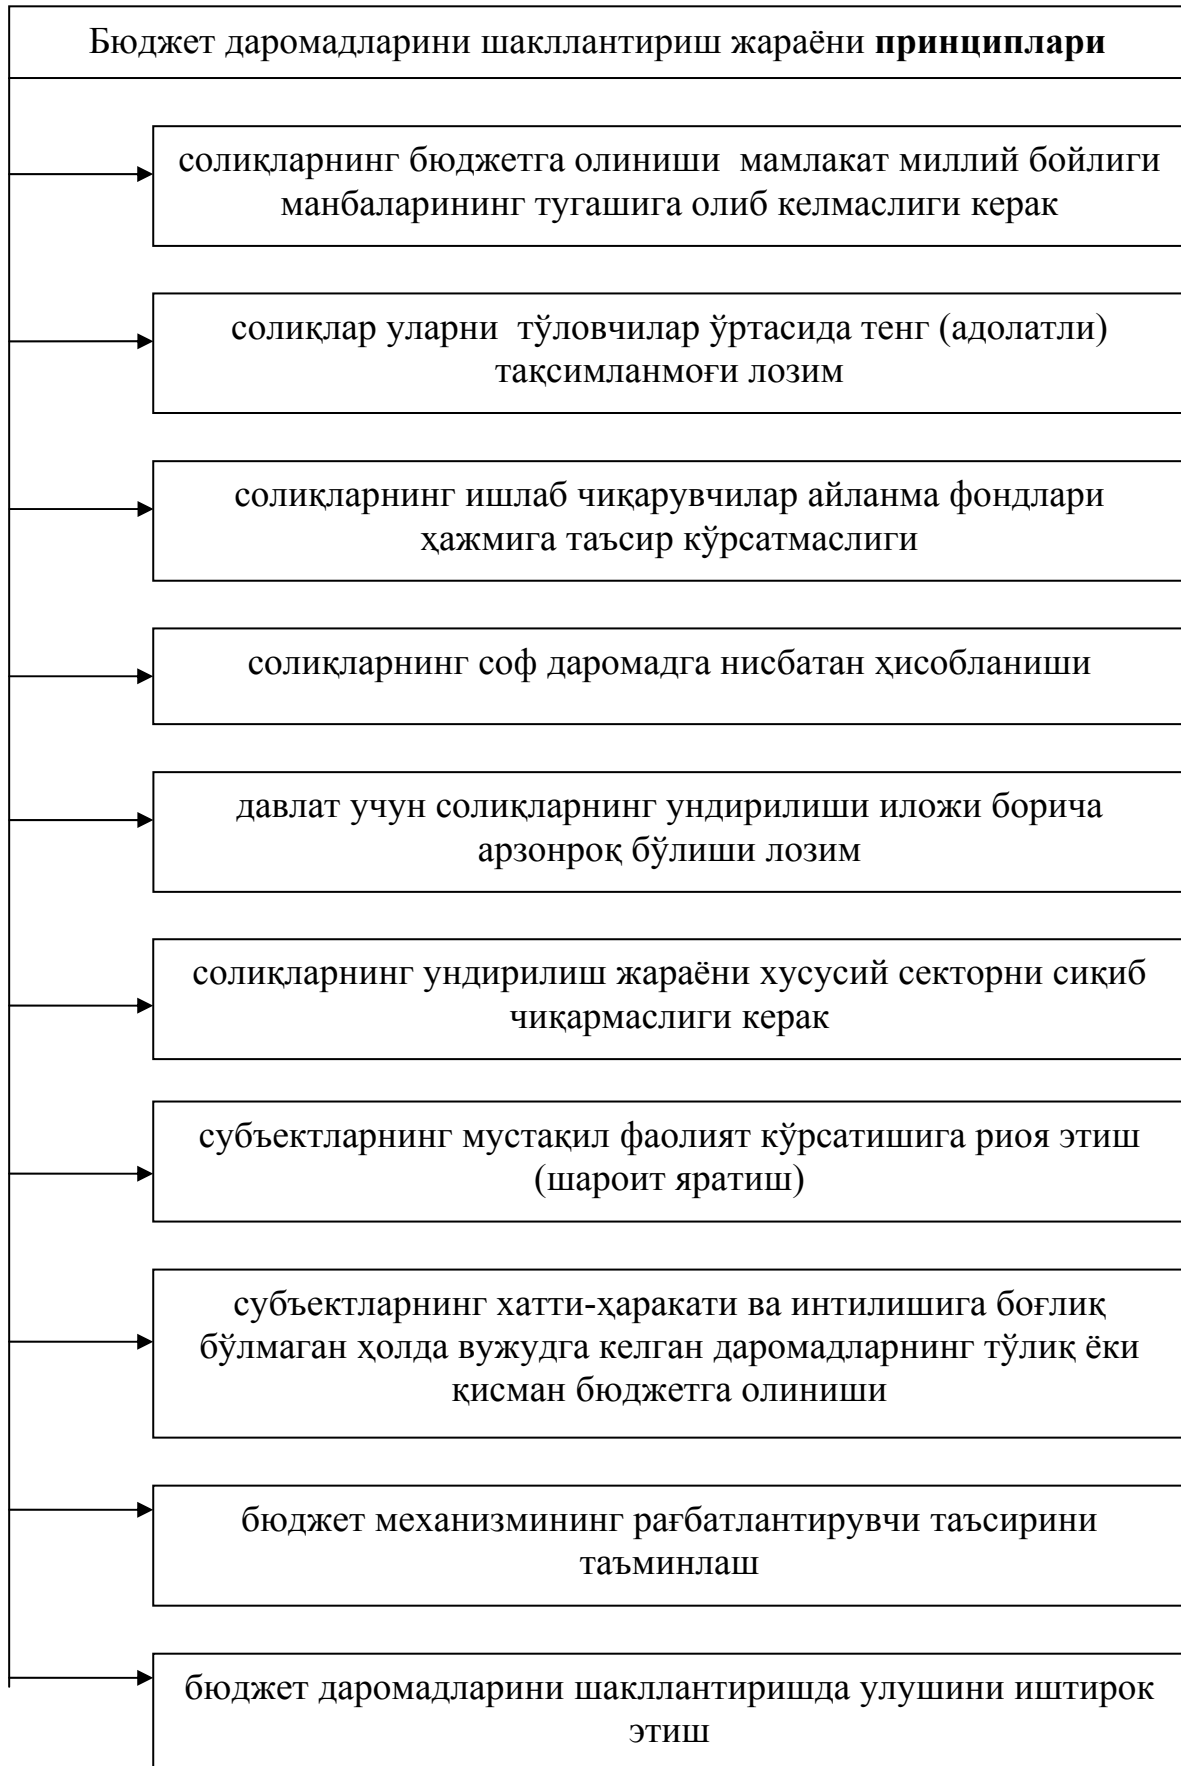 Бюджет даромадларини шакллантириш жараёни принциплари
солиқларнинг бюджетга олиниши мамлакат миллий бойлиги
манбаларининг тугашига олиб келмаслиги керак
солиқлар уларни тўловчилар ўртасида тенг (адолатли)
тақсимланмоғи лозим
солиқларнинг ишлаб чиқарувчилар айланма фондлари
ҳажмига таъсир кўрсатмаслиги
солиқларнинг соф даромадга нисбатан ҳисобланиши
давлат учун солиқларнинг ундирилиши иложи борича
арзонроқ бўлиши лозим
солиқларнинг ундирилиш жараёни хусусий секторни сиқиб
чиқармаслиги керак
субъектларнинг мустақил фаолият кўрсатишига риоя этиш
(шароит яратиш)
субъектларнинг хатти-ҳаракати ва интилишига боғлиқ
бўлмаган ҳолда вужудга келган даромадларнинг тўлиқ ёки
қисман бюджетга олиниши
бюджет механизмининг рағбатлантирувчи таъсирини
таъминлаш
бюджет даромадларини шакллантиришда улушини иштирок
этиш